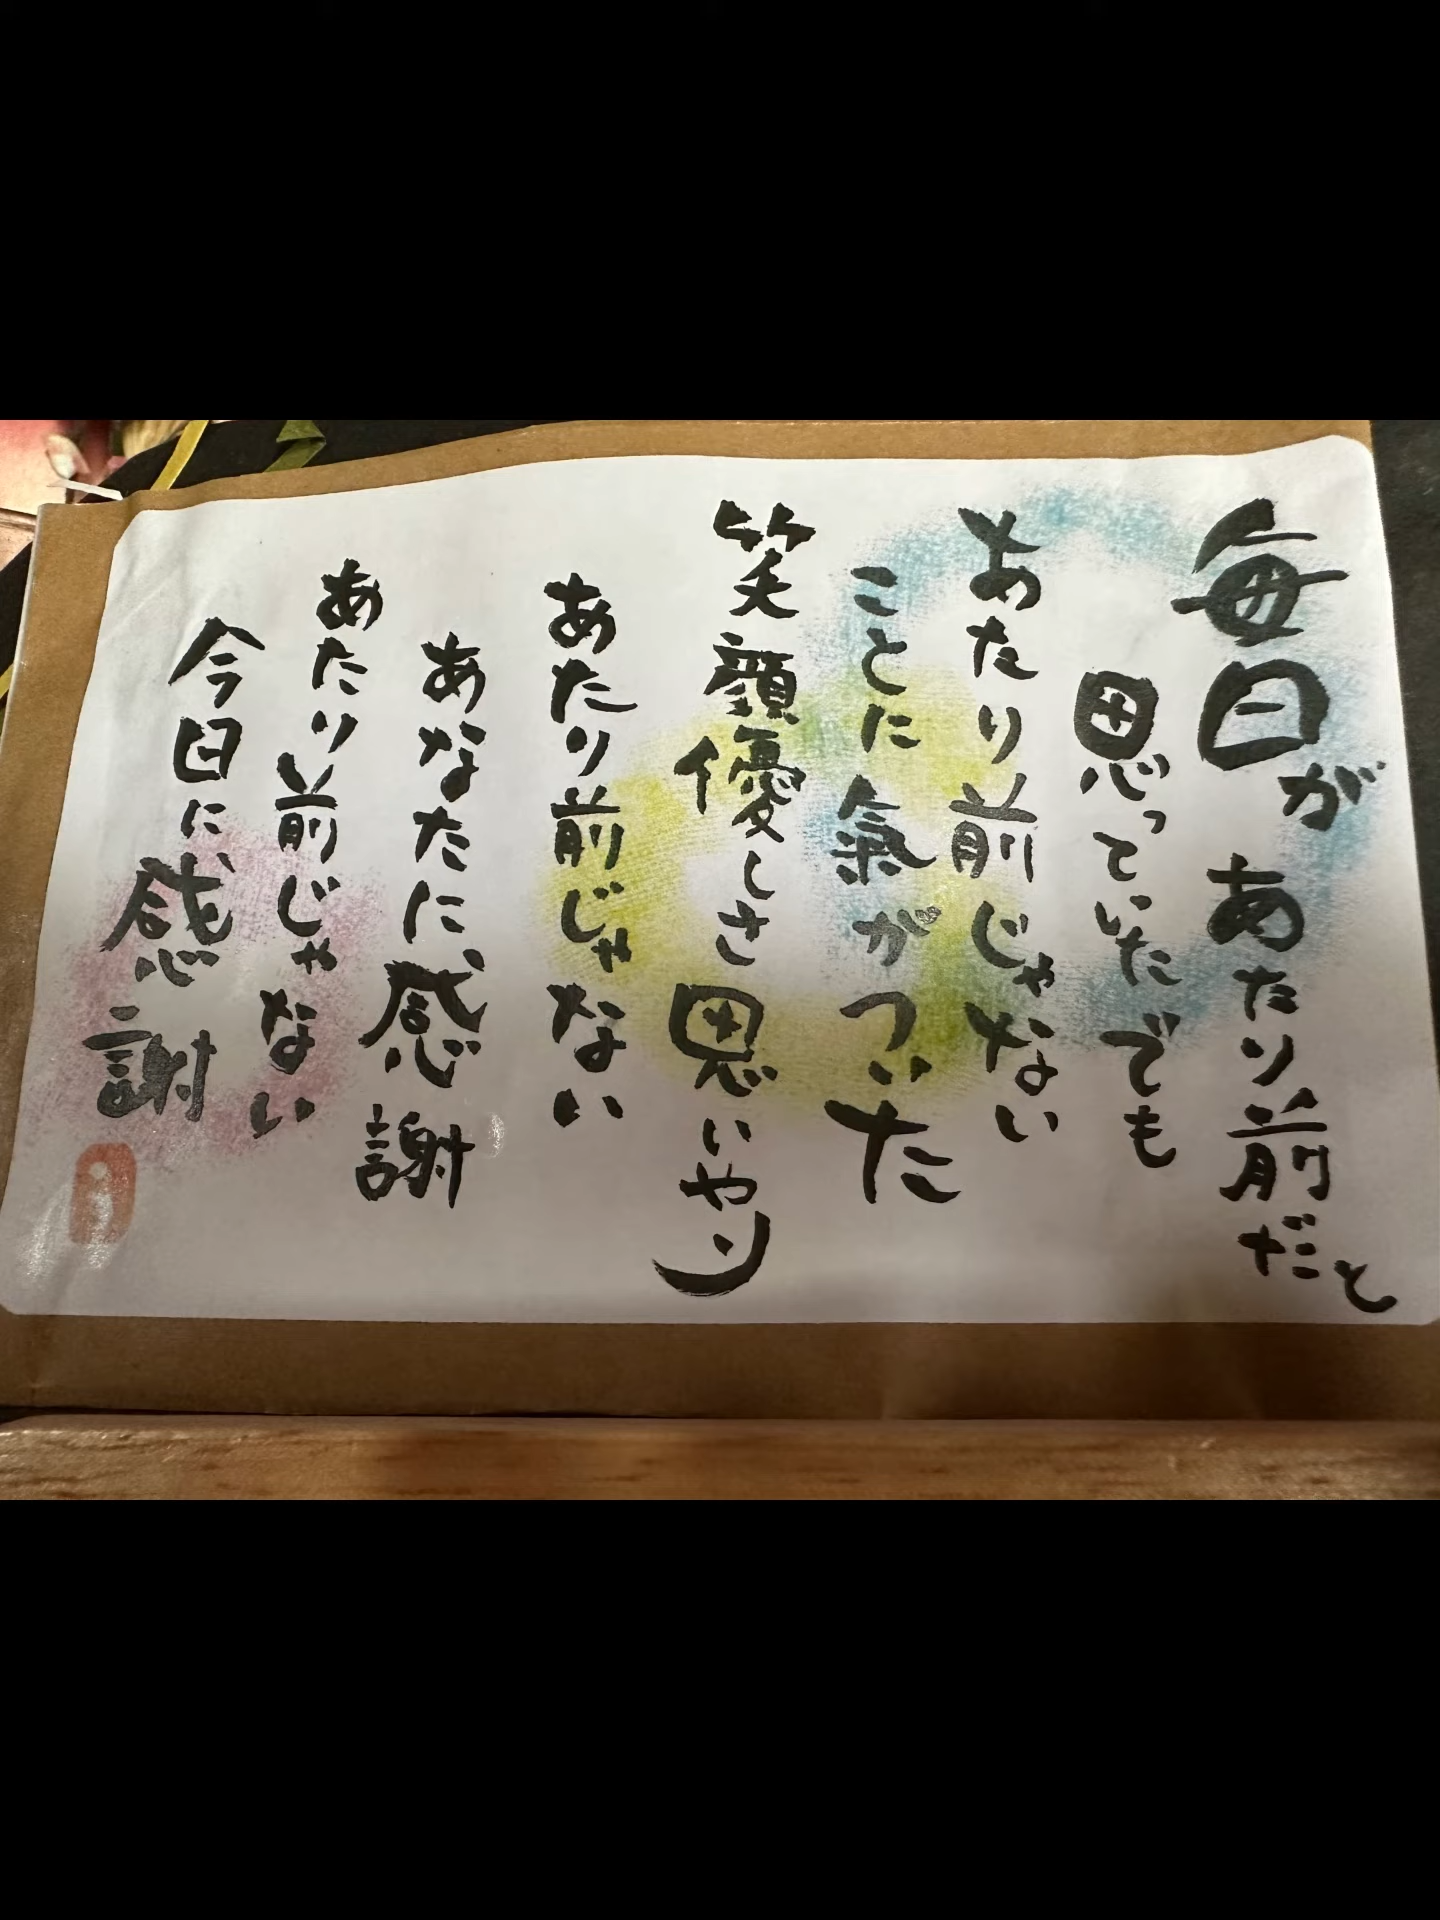 毎日が あたり前だと
思っていた でも
あたり前じゃない
ことに氣がついた
笑顔優しさ思いやり
あたり前じゃない
あなたに、感謝
あたり前じゃない
今日に感謝